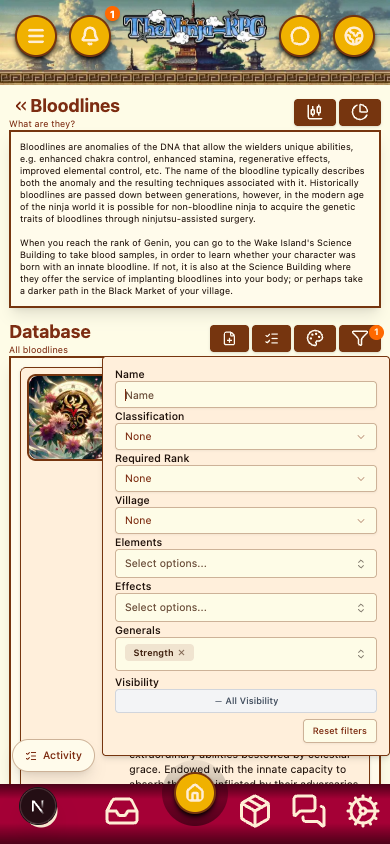 1
TheNinja-RPG
Bloodlines
What are they?
Bloodlines are anomalies of the DNA that allow the wielders unique abilities,
e.g. enhanced chakra control, enhanced stamina, regenerative effects,
improved elemental control, etc. The name of the bloodline typically describes
both the anomaly and the resulting techniques associated with it. Historically
bloodlines are passed down between generations, however, in the modern age
of the ninja world it is possible for non-bloodline ninja to acquire the genetic
traits of bloodlines through ninjutsu-assisted surgery.
When you reach the rank of Genin, you can go to the Wake Island's Science
Building to take blood samples, in order to learn whether your character was
born with an innate bloodline. If not, it is also at the Science Building where
they offer the service of implanting bloodlines into your body; or perhaps take
a darker path in the Black Market of your village.
Database
All bloodlines
1
Name
Name
Classification
None
Required Rank
None
Village
None
Elements
Select options...
Effects
Select options...
Generals
Strength ×
Visibility
— All Visibility
Reset filters
Activity
extraordinary abilities bestowed by celestial
grace. Endowed with the innate capacity to
N